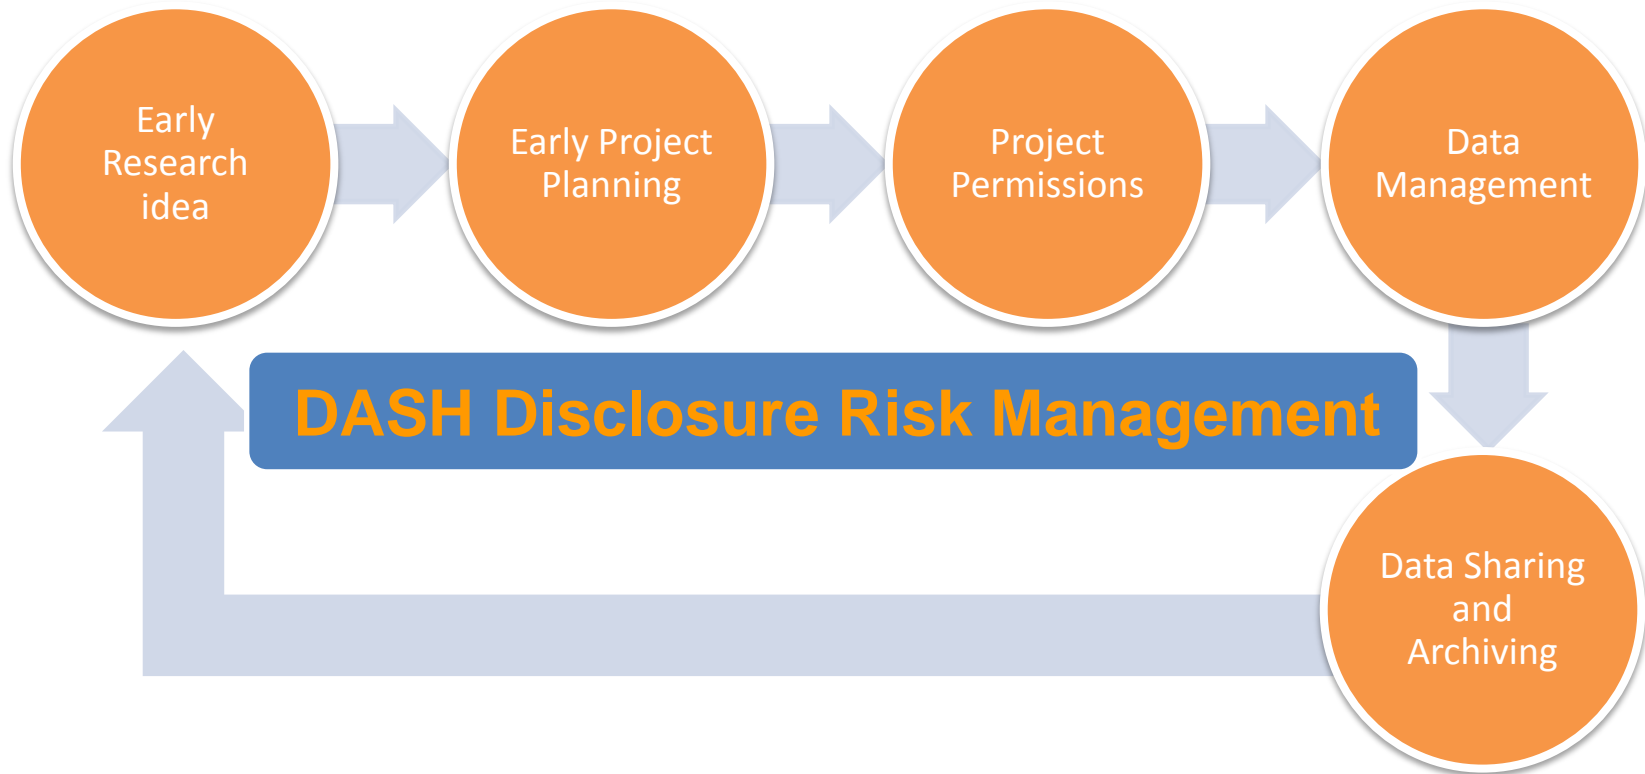 Early
Research
idea
Early Project
Planning
Project
Permissions
Data
Management
DASH Disclosure Risk Management
Data Sharing
and
Archiving